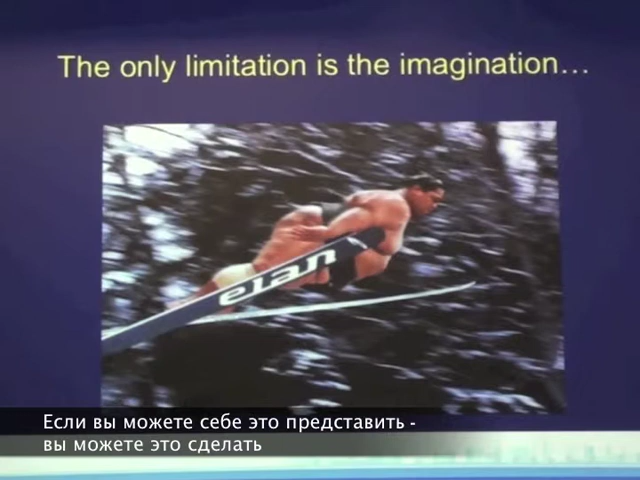 The only limitation is the imagination…
elan
Если вы можете себе это представить -
вы можете это сделать